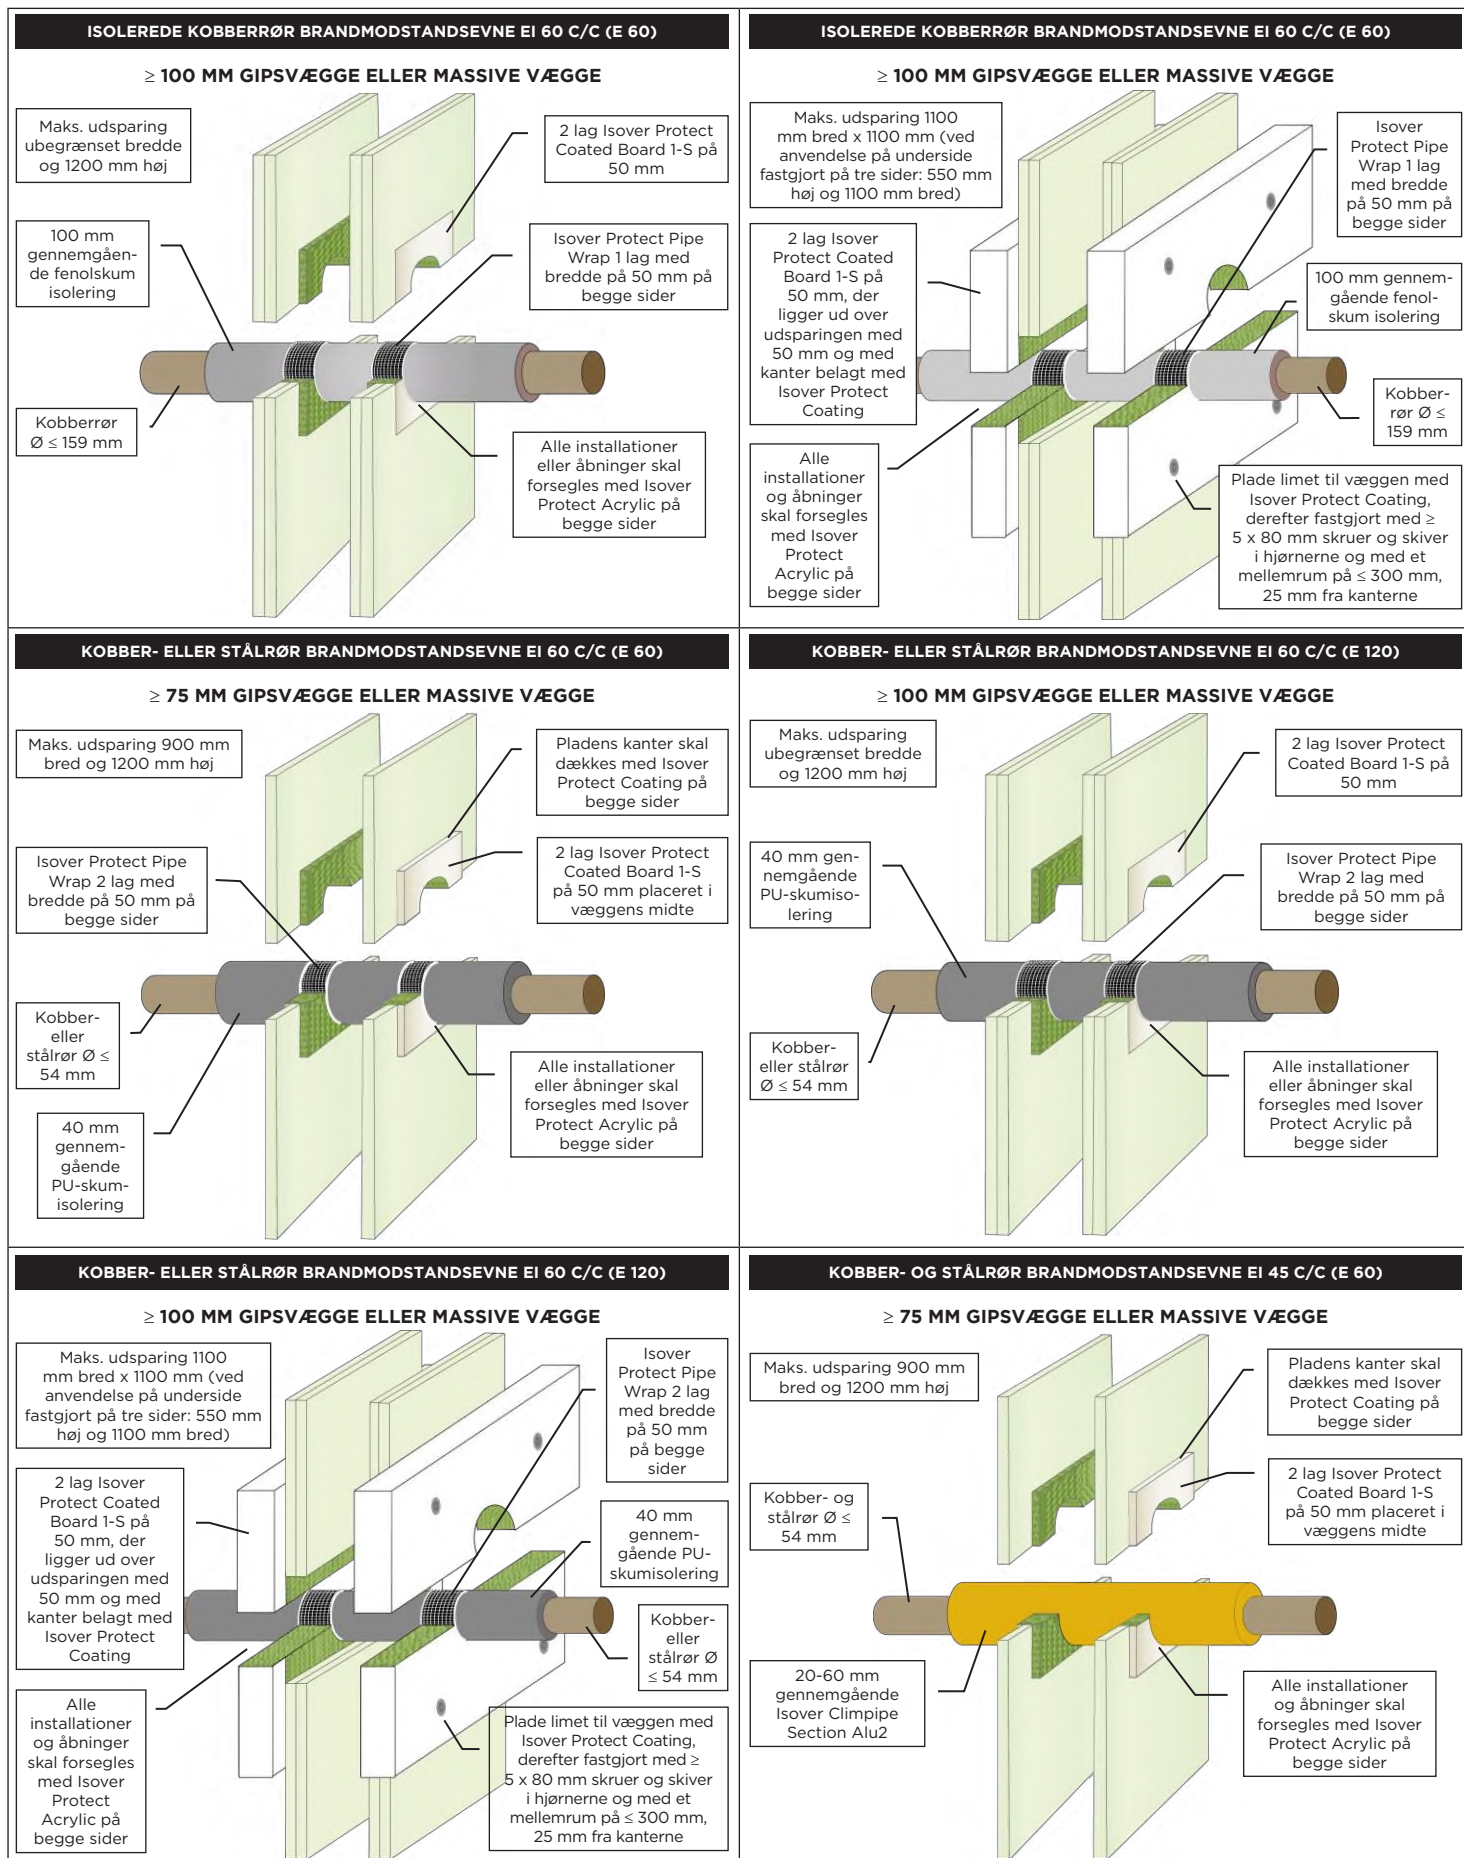 ISOLEREDE KOBBERRØR BRANDMODSTANDSEVNE EI 60 C/C (E 60)
≥ 100 MM GIPSVÆGGE ELLER MASSIVE VÆGGE
Maks. udsparing
ubegrænset bredde
og 1200 mm høj
2 lag Isover Protect
Coated Board 1-S på
50 mm
100 mm
gennemgåen-
de fenolskum
isolering
Isover Protect Pipe
Wrap 1 lag med
bredde på 50 mm på
begge sider
Kobberrør
Ø ≤ 159 mm
Alle installationer
eller åbninger skal
forsegles med Isover
Protect Acrylic på
begge sider
ISOLEREDE KOBBERRØR BRANDMODSTANDSEVNE EI 60 C/C (E 60)
≥ 100 MM GIPSVÆGGE ELLER MASSIVE VÆGGE
Maks. udsparing 1100
mm bred x 1100 mm (ved
anvendelse på underside
fastgjort på tre sider: 550 mm
høj og 1100 mm bred)
Isover
Protect Pipe
Wrap 1 lag
med bredde
på 50 mm på
begge sider
2 lag Isover
Protect Coated
Board 1-S på
50 mm, der
ligger ud over
udsparingen med
50 mm og med
kanter belagt med
Isover Protect
Coating
100 mm gennem-
gående fenol-
skum isolering
Kobber-
rør Ø ≤
159 mm
Alle
installationer
og åbninger
skal forsegles
med Isover
Protect
Acrylic på
begge sider
Plade limet til væggen med
Isover Protect Coating,
derefter fastgjort med ≥
5 x 80 mm skruer og skiver
i hjørnerne og med et
mellemrum på ≤ 300 mm,
25 mm fra kanterne
KOBBER- ELLER STÅLRØR BRANDMODSTANDSEVNE EI 60 C/C (E 60)
≥ 75 MM GIPSVÆGGE ELLER MASSIVE VÆGGE
Maks. udsparing 900 mm
bred og 1200 mm høj
Pladens kanter skal
dækkes med Isover
Protect Coating på
begge sider
Isover Protect Pipe
Wrap 2 lag med
bredde på 50 mm på
begge sider
2 lag Isover Protect
Coated Board 1-S
på 50 mm placeret i
væggens midte
Kobber-
eller
stålrør Ø ≤
54 mm
40 mm
gennem-
gående
PU-skum-
isolering
Alle installationer
eller åbninger skal
forsegles med Isover
Protect Acrylic på
begge sider
KOBBER- ELLER STÅLRØR BRANDMODSTANDSEVNE EI 60 C/C (E 120)
≥ 100 MM GIPSVÆGGE ELLER MASSIVE VÆGGE
Maks. udsparing
ubegrænset bredde
og 1200 mm høj
2 lag Isover Protect
Coated Board 1-S på
50 mm
40 mm gen-
nemgående
PU-skumiso-
lering
Isover Protect Pipe
Wrap 2 lag med
bredde på 50 mm på
begge sider
Kobber-
eller stålrør
Ø ≤ 54 mm
Alle installationer
eller åbninger skal
forsegles med Isover
Protect Acrylic på
begge sider
KOBBER- ELLER STÅLRØR BRANDMODSTANDSEVNE EI 60 C/C (E 120)
≥ 100 MM GIPSVÆGGE ELLER MASSIVE VÆGGE
Maks. udsparing 1100
mm bred x 1100 mm (ved
anvendelse på underside
fastgjort på tre sider: 550 mm
høj og 1100 mm bred)
Isover
Protect Pipe
Wrap 2 lag
med bredde
på 50 mm
på begge
sider
2 lag Isover
Protect Coated
Board 1-S på
50 mm, der
ligger ud over
udsparingen med
50 mm og med
kanter belagt med
Isover Protect
Coating
40 mm
gennem-
gående PU-
skumisolering
Kobber-
eller
stålrør Ø
≤ 54 mm
Alle
installationer
og åbninger
skal forsegles
med Isover
Protect
Acrylic på
begge sider
Plade limet til væggen med
Isover Protect Coating,
derefter fastgjort med ≥
5 x 80 mm skruer og skiver
i hjørnerne og med et
mellemrum på ≤ 300 mm,
25 mm fra kanterne
KOBBER- OG STÅLRØR BRANDMODSTANDSEVNE EI 45 C/C (E 60)
≥ 75 MM GIPSVÆGGE ELLER MASSIVE VÆGGE
Maks. udsparing 900 mm
bred og 1200 mm høj
Pladens kanter skal
dækkes med Isover
Protect Coating på
begge sider
Kobber- og
stålrør Ø ≤
54 mm
2 lag Isover Protect
Coated Board 1-S
på 50 mm placeret i
væggens midte
20-60 mm
gennemgående
Isover Climpipe
Section Alu2
Alle installationer
og åbninger skal
forsegles med Isover
Protect Acrylic på
begge sider